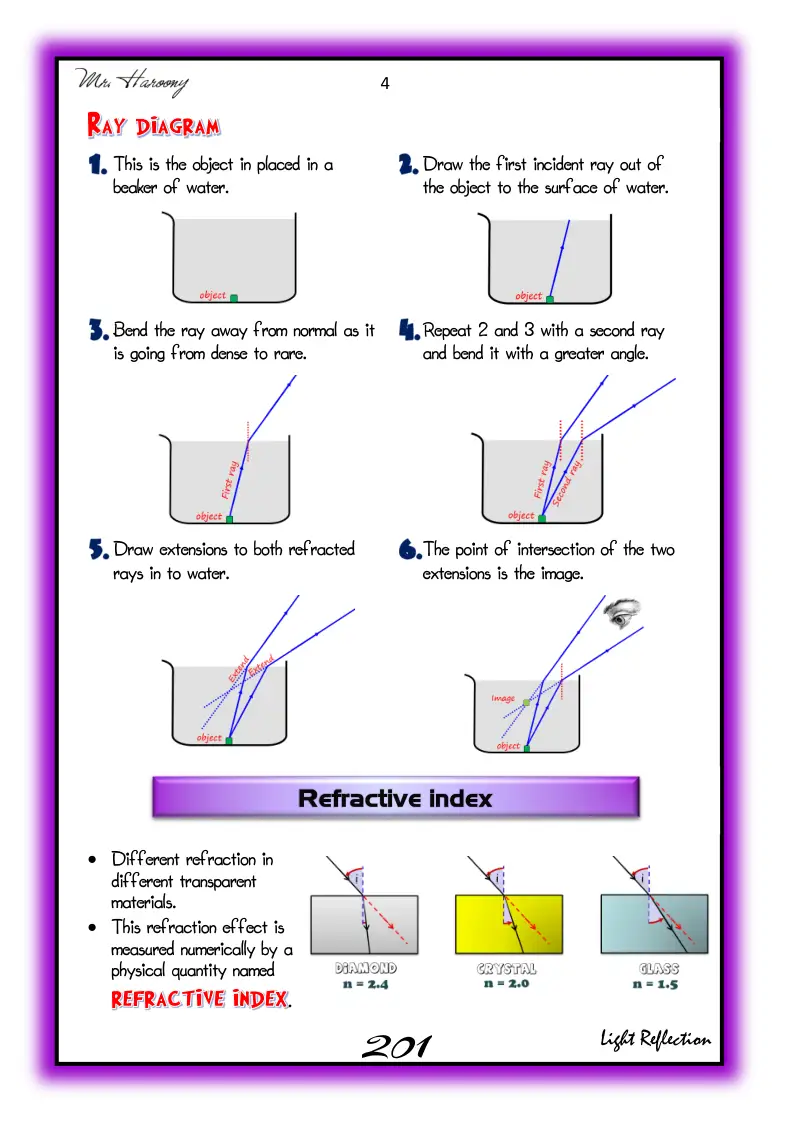 Mr. Haroony
4
RAY DIAGRAM
1. This is the object in placed in a
beaker of water.
object
2. Draw the first incident ray out of
the object to the surface of water.
object
3. Bend the ray away from normal as it
is going from dense to rare.
First ray
object
4. Repeat 2 and 3 with a second ray
and bend it with a greater angle.
First ray
Second ray
object
5. Draw extensions to both refracted
rays in to water.
Extend
Extend
object
6. The point of intersection of the two
extensions is the image.
Image
object
Refractive index
• Different refraction in
different transparent
materials.
• This refraction effect is
measured numerically by a
physical quantity named
REFRACTIVE INDEX.
i
DIAMOND
n = 2.4
i
CRYSTAL
n = 2.0
i
GLASS
n = 1.5
201
Light Reflection